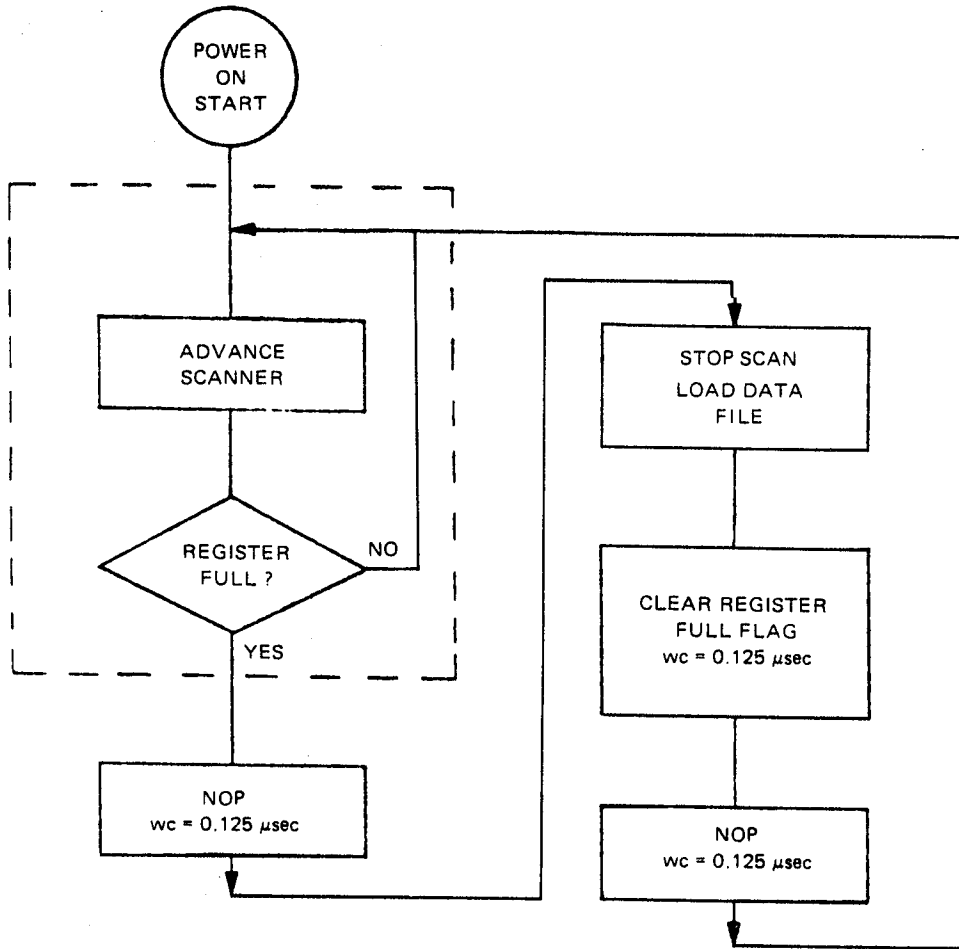 POWER
ON
START
ADVANCE
SCANNER
REGISTER
FULL ?
NO
YES
NOP
wc = 0.125 μsec
STOP SCAN
LOAD DATA
FILE
CLEAR REGISTER
FULL FLAG
wc = 0.125 μsec
NOP
wc = 0.125 μsec